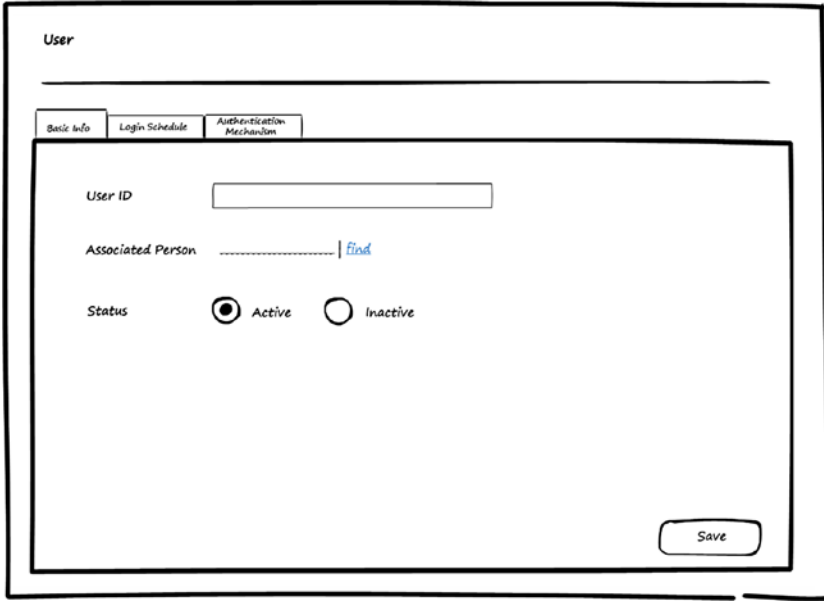 User
Basic Info
Login Schedule
Authentication
Mechanism
User ID
Associated Person
find
Status
Active
Inactive
Save